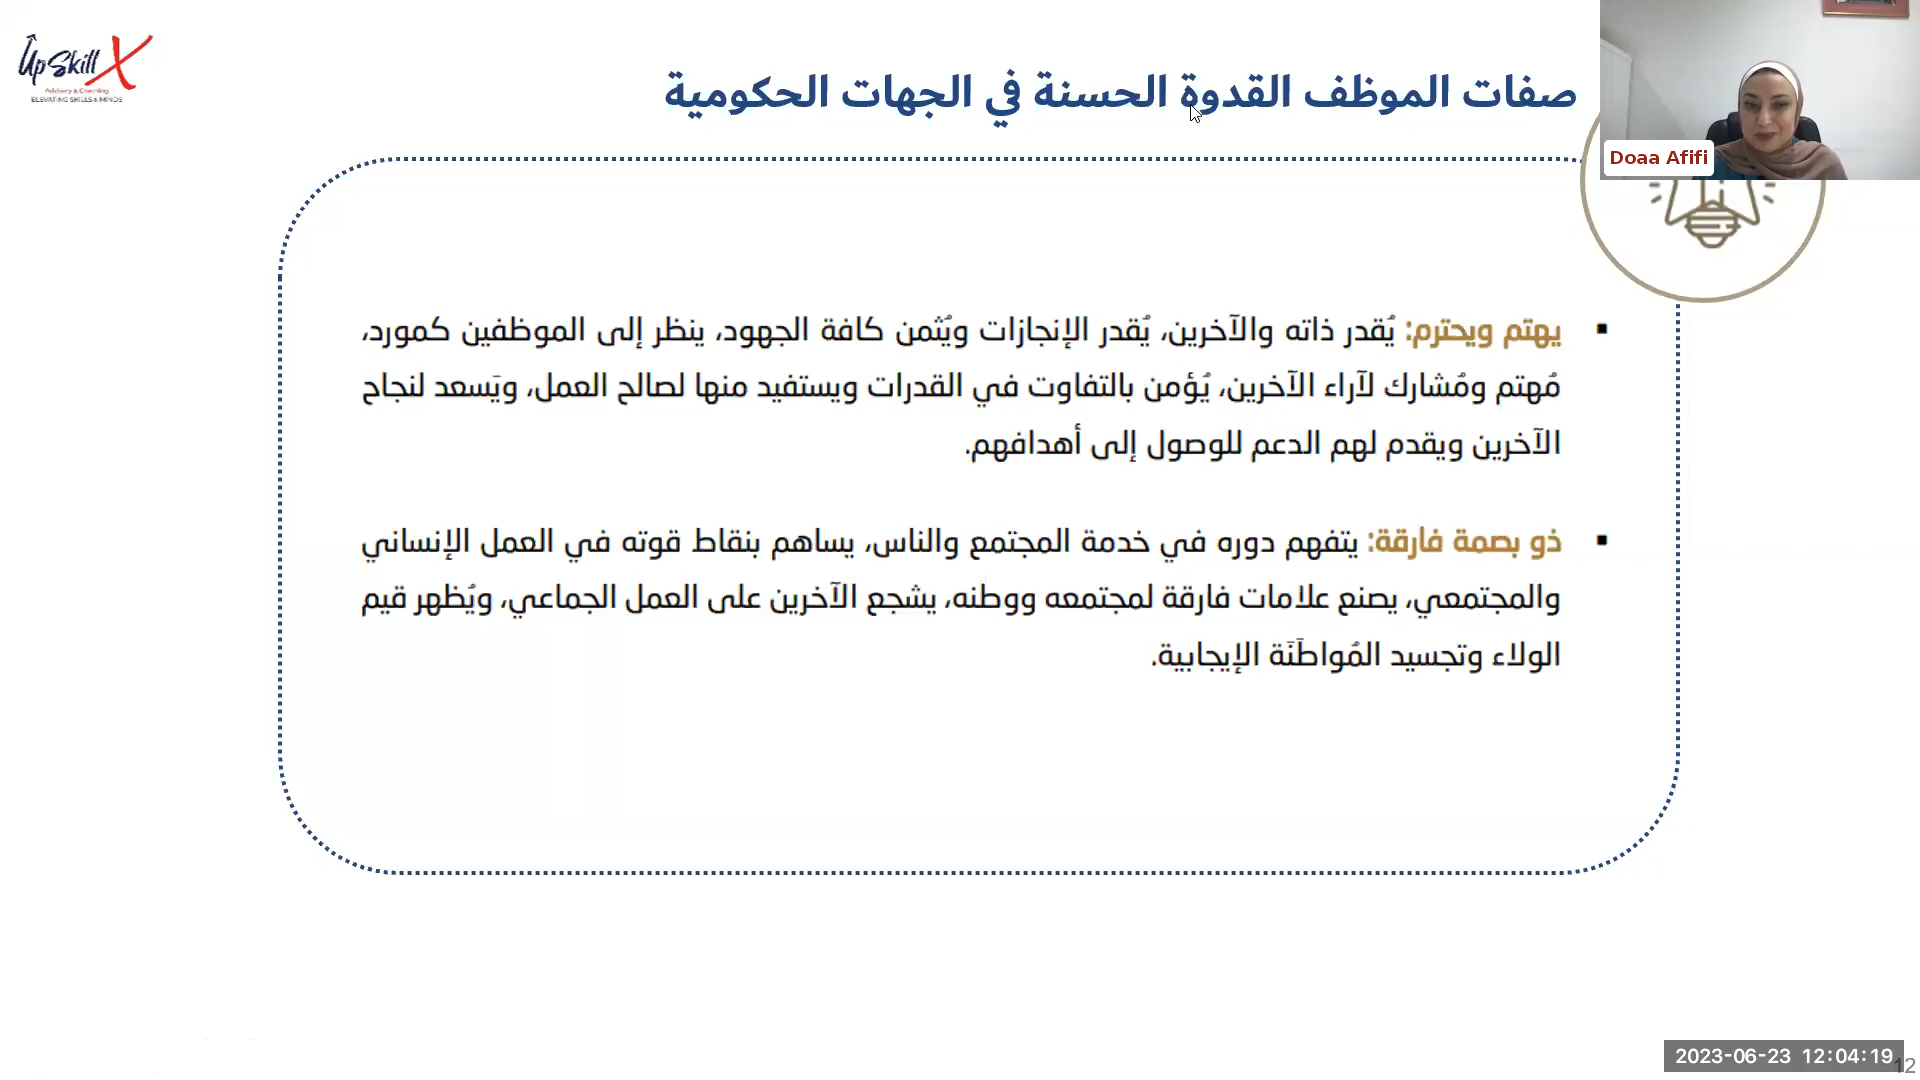 UpSkill X
Advisory & Coaching
ELEVATING SKILLS & MINDS
صفات الموظف القدوة الحسنة في الجهات الحكومية
Doaa Afifi
▪ يهتم ويحترم: يُقدر ذاته والآخرين، يُقدر الإنجازات ويُثمن كافة الجهود، ينظر إلى الموظفين كمورد،
مُهتم ومُشارك لآراء الآخرين، يُؤمن بالتفاوت في القدرات ويستفيد منها لصالح العمل، ويَسعد لنجاح
الآخرين ويقدم لهم الدعم للوصول إلى أهدافهم.
▪ ذو بصمة فارقة: يتفهم دوره في خدمة المجتمع والناس، يساهم بنقاط قوته في العمل الإنساني
والمجتمعي، يصنع علامات فارقة لمجتمعه ووطنه، يشجع الآخرين على العمل الجماعي، ويُظهر قيم
الولاء وتجسيد المُواطَنَة الإيجابية.
2023-06-23 12:04:19
12